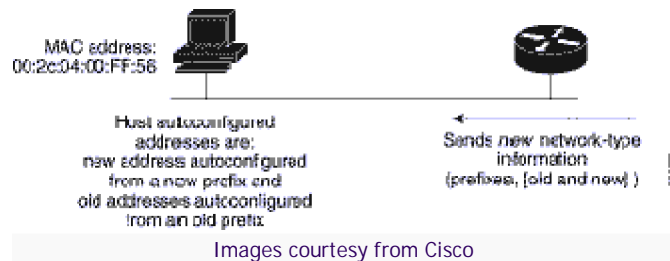 MAC address:
00:2c:04:00:FF:56
Host autoconfigured
addresses are:
new address autoconfigured
from a new prefix and
old addresses autoconfigured
from an old prefix
Sends new network-type
information
(prefixes, [old and new] )
Images courtesy from Cisco